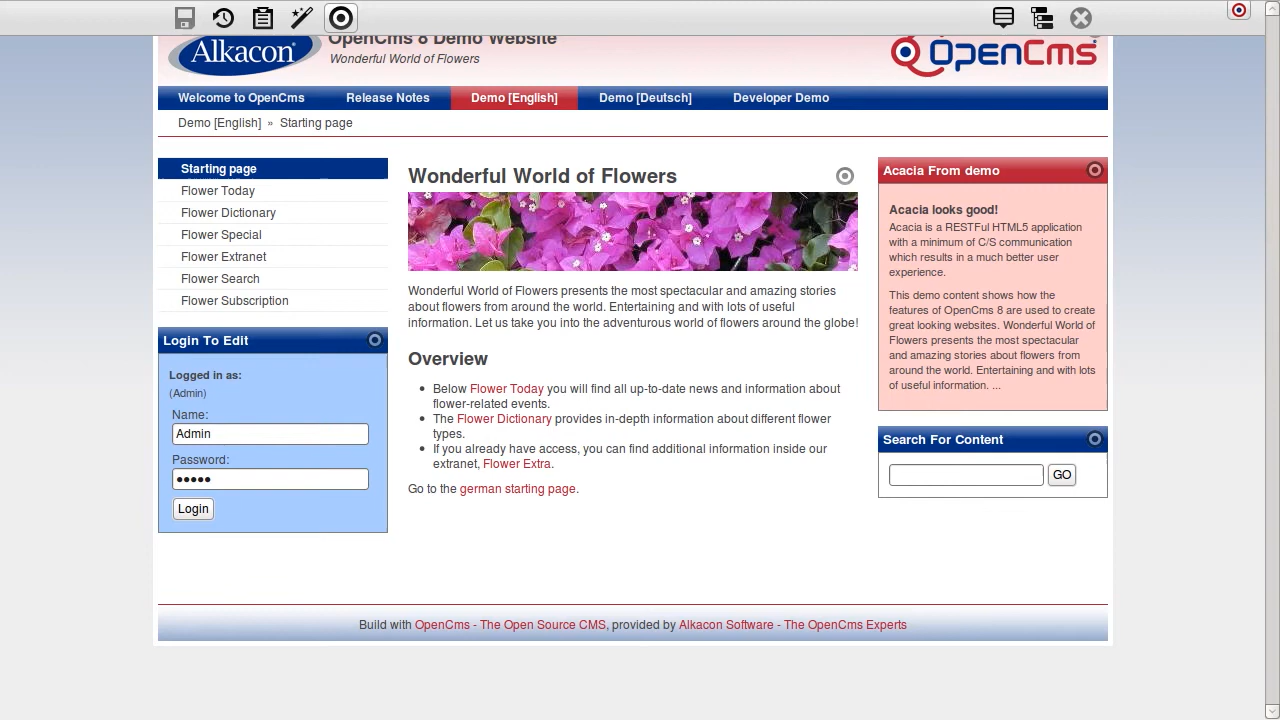 OpenCms 8 Demo Website
Alkacon
WonderfulWorld of Flowers
OpenCms
Welcome to OpenCms
Release Notes
Demo [English]
Demo [Deutsch]
Developer Demo
Demo [English] » Starting page
Starting page
Flower Today
Flower Dictionary
Flower Special
Flower Extranet
Flower Search
Flower Subscription
Login To Edit
Logged in as:
(Admin)
Name:
Admin
Password:
●●●●●
Login
Wonderful World of Flowers
Wonderful World of Flowers presents the most spectacular and amazing stories
about flowers from around the world. Entertaining and with lots of useful
information. Let us take you into the adventurous world of flowers around the globe!
Overview
• Below Flower Today you will find all up-to-date news and information about
flower-related events.
• The Flower Dictionary provides in-depth information about different flower
types.
• If you already have access, you can find additional information inside our
extranet, Flower Extra.
Go to the german starting page.
Acacia From demo
Acacia looks good!
Acacia is a RESTFul HTML5 application
with a minimum of C/S communication
which results in a much better user
experience.
This demo content shows how the
features of OpenCms 8 are used to create
great looking websites. Wonderful World of
Flowers presents the most spectacular
and amazing stories about flowers from
around the world. Entertaining and with lots
of useful information. ...
Search For Content
GO
Build with OpenCms - The Open Source CMS, provided by Alkacon Software - The OpenCms Experts